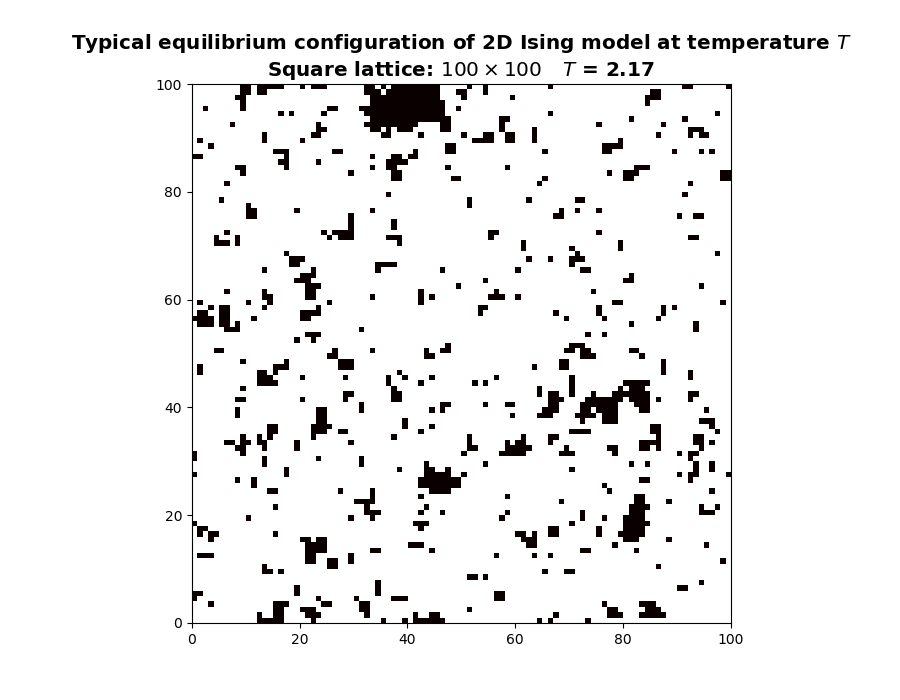 Typical equilibrium configuration of 2D Ising model at temperature T
Square lattice: 100 × 100 T = 2.17
100
80
60
40
20
0
0 20 40 60 80 100